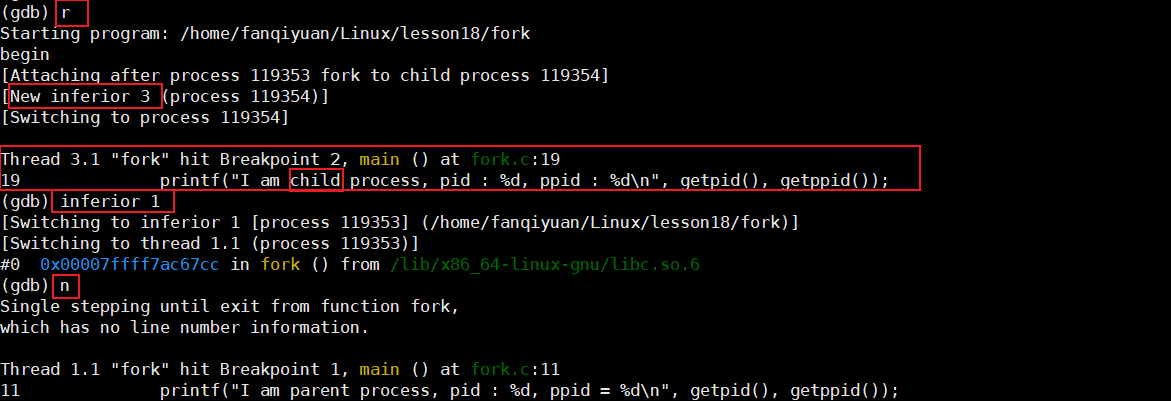 (gdb) r
Starting program: /home/fanqiyuan/Linux/lesson18/fork
begin
[Attaching after process 119353 fork to child process 119354]
[New inferior 3 (process 119354)]
[Switching to process 119354]
Thread 3.1 "fork" hit Breakpoint 2, main () at fork.c:19
19 printf("I am child process, pid : %d, ppid : %d\n", getpid(), getppid());
(gdb) inferior 1
[Switching to inferior 1 [process 119353] (/home/fanqiyuan/Linux/lesson18/fork)]
[Switching to thread 1.1 (process 119353)]
#0 0x00007ffff7ac67cc in fork () from /lib/x86_64-linux-gnu/libc.so.6
(gdb) n
Single stepping until exit from function fork,
which has no line number information.
Thread 1.1 "fork" hit Breakpoint 1, main () at fork.c:11
11 printf("I am parent process, pid : %d, ppid = %d\n", getpid(), getppid());